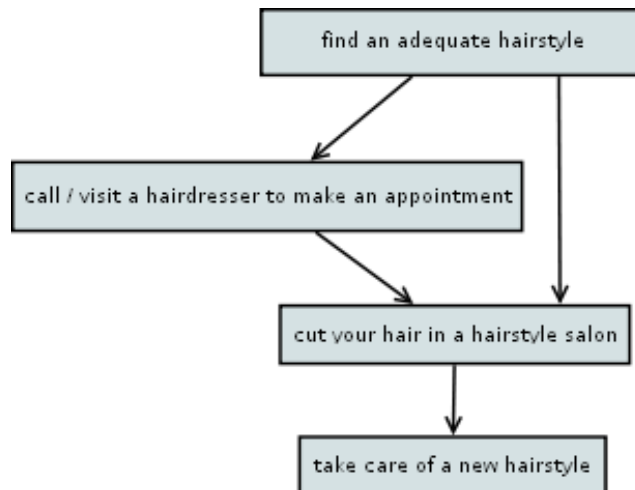 find an adequate hairstyle
call / visit a hairdresser to make an appointment
cut your hair in a hairstyle salon
take care of a new hairstyle